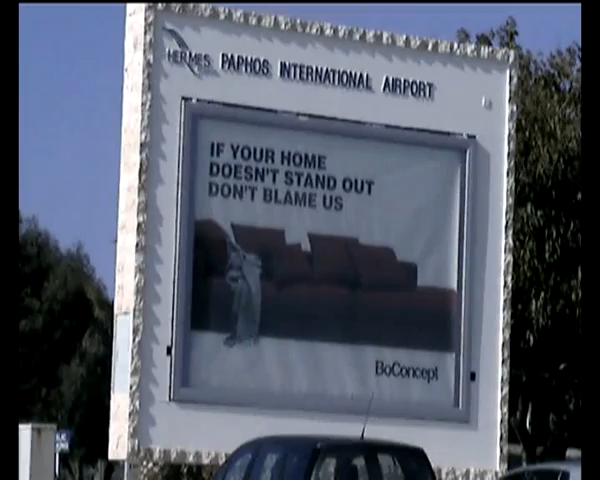 HERMES PAPHOS INTERNATIONAL AIRPORT
IF YOUR HOME
DOESN'T STAND OUT
DON'T BLAME US
BoConcept